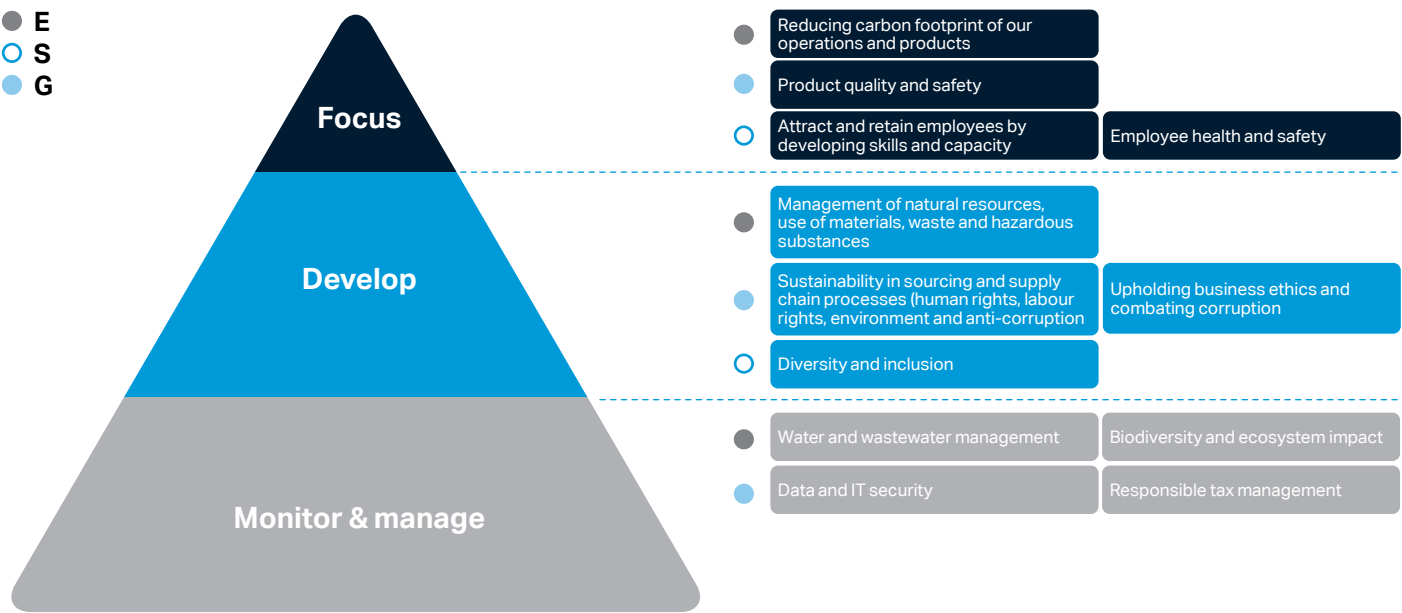 E
S
G
Focus
Develop
Monitor & manage
Reducing carbon footprint of our
operations and products
Product quality and safety
Attract and retain employees by
developing skills and capacity
Employee health and safety
Management of natural resources,
use of materials, waste and hazardous
substances
Sustainability in sourcing and supply
chain processes (human rights, labour
rights, environment and anti-corruption
Upholding business ethics and
combating corruption
Diversity and inclusion
Water and wastewater management
Biodiversity and ecosystem impact
Data and IT security
Responsible tax management